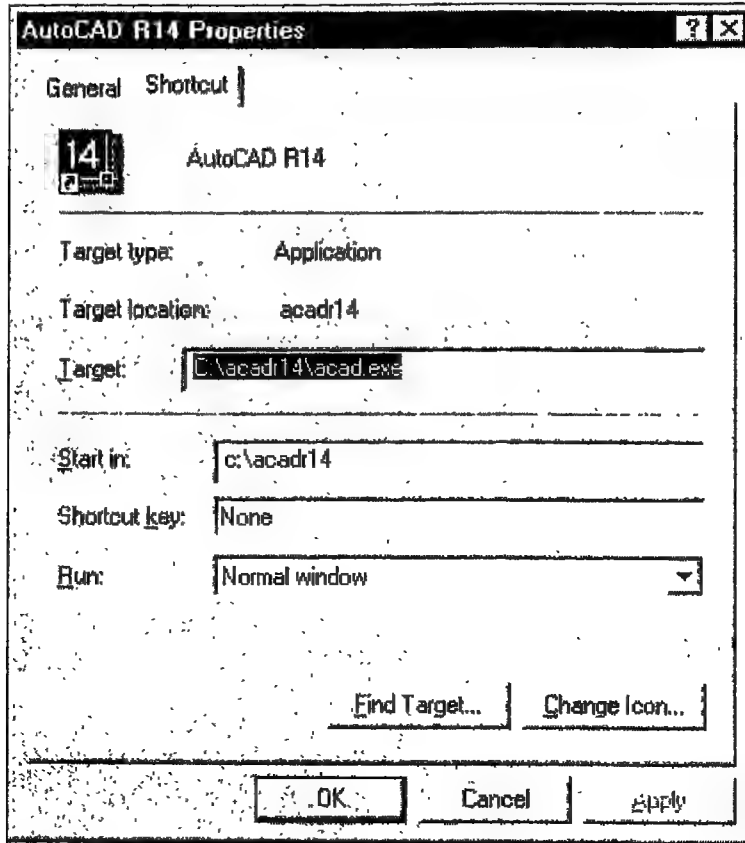 AutoCAD R14 Properties ? ×
General Shortcut
14 AutoCAD R14
Target type: Application
Target location: acadr14
Target: C:\acadr14\acad.exe
Start in: c:\acadr14
Shortcut key: None
Run: Normal window
Find Target... Change Icon...
OK Cancel Apply